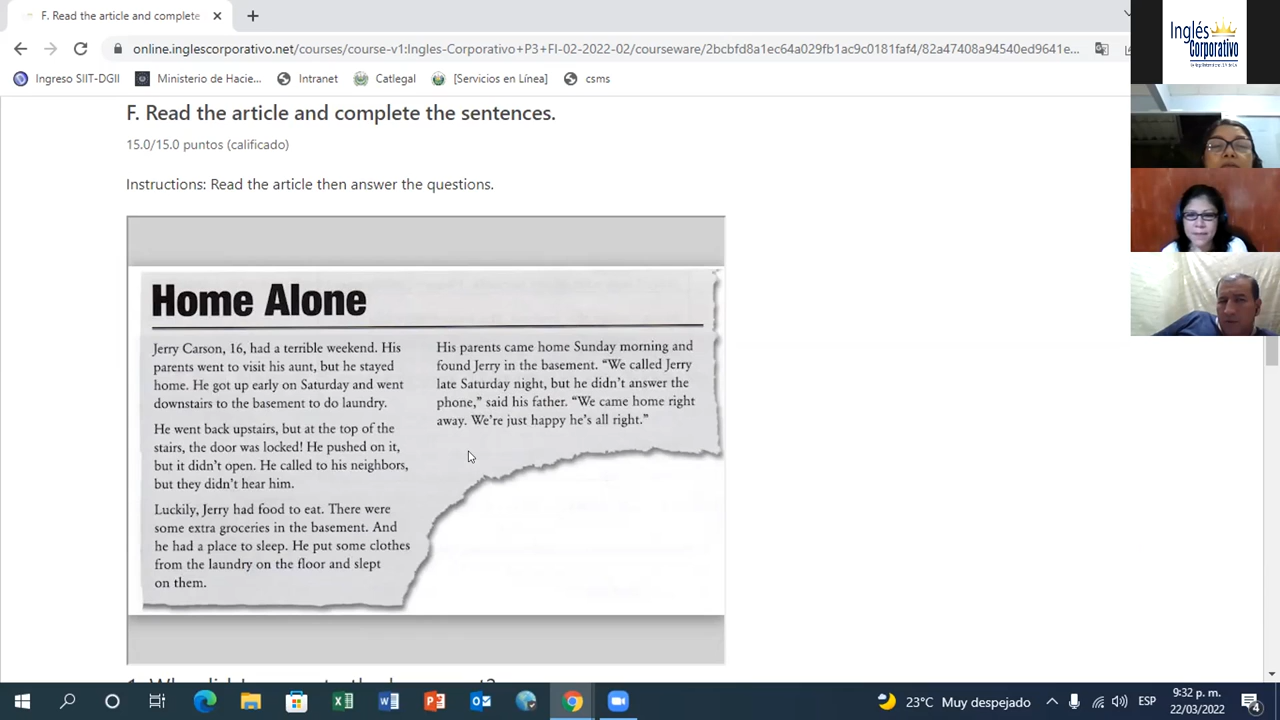 F. Read the article and complete
online.inglescorporativo.net/courses/course-v1:Ingles-Corporativo+P3+FI-02-2022-02/courseware/2bcbfd8a1ec64a029fb1ac9c0181faf4/82a47408a94540ed9641e...
Ingreso SIIT-DGII
Ministerio de Hacie...
Intranet
Catlegal
[Servicios en Línea]
csms
Inglés
Corporativo
F. Read the article and complete the sentences.
15.0/15.0 puntos (calificado)
Instructions: Read the article then answer the questions.
Home Alone
Jerry Carson, 16, had a terrible weekend. His
parents went to visit his aunt, but he stayed
home. He got up early on Saturday and went
downstairs to the basement to do laundry.
He went back upstairs, but at the top of the
stairs, the door was locked! He pushed on it,
but it didn't open. He called to his neighbors,
but they didn't hear him.
Luckily, Jerry had food to eat. There were
some extra groceries in the basement. And
he had a place to sleep. He put some clothes
from the laundry on the floor and slept
on them.
His parents came home Sunday morning and
found Jerry in the basement. “We called Jerry
late Saturday night, but he didn't answer the
phone,” said his father. “We came home right
away. We're just happy he's all right.”
23°C Muy despejado
ESP
9:32 p. m.
22/03/2022
4